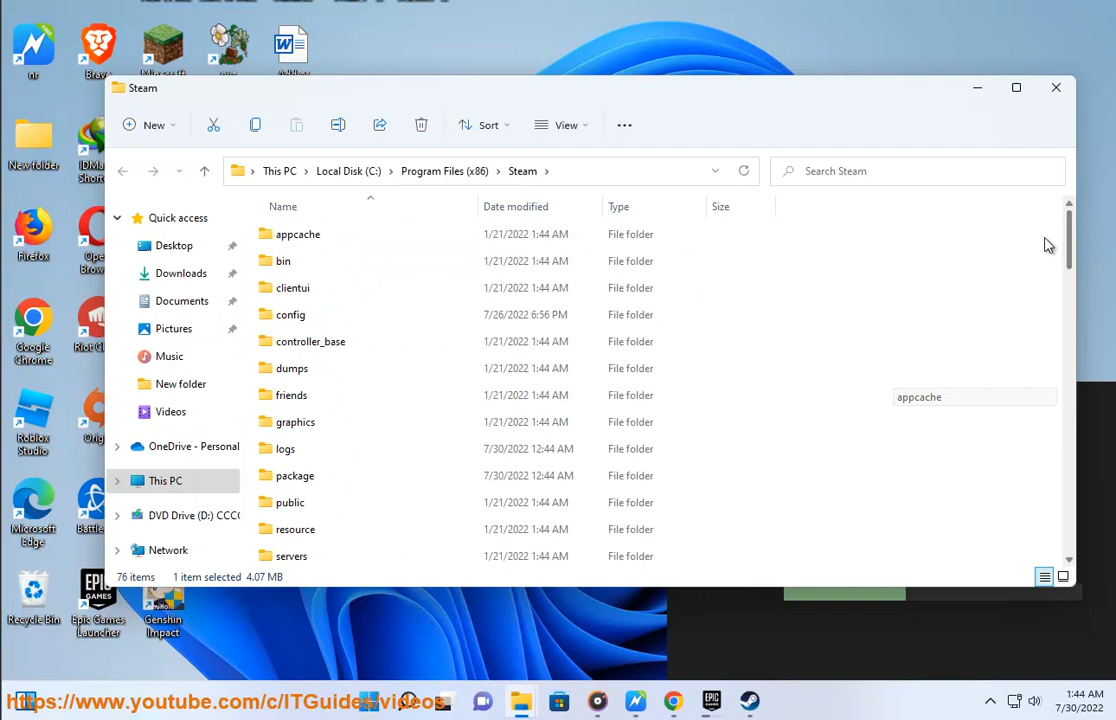 nr
Brave
Minecraft
Steam
New
Sort
View
This PC
Local Disk (C:)
Program Files (x86)
Steam
Search Steam
New folder
Name
Date modified
Type
Size
Quick access
Desktop
Downloads
Documents
Pictures
Music
New folder
Videos
OneDrive - Personal
This PC
DVD Drive (D:) CCC
Network
appcache 1/21/2022 1:44 AM File folder
bin 1/21/2022 1:44 AM File folder
clientui 1/21/2022 1:44 AM File folder
config 7/26/2022 6:56 PM File folder
controller_base 1/21/2022 1:44 AM File folder
dumps 1/21/2022 1:44 AM File folder
friends 1/21/2022 1:44 AM File folder
graphics 1/21/2022 1:44 AM File folder
logs 7/30/2022 12:44 AM File folder
package 7/30/2022 12:44 AM File folder
public 1/21/2022 1:44 AM File folder
resource 1/21/2022 1:44 AM File folder
servers 1/21/2022 1:44 AM File folder
appcache
76 items 1 item selected 4.07 MB
Firefox
Google
Chrome
Roblox
Studio
Microsoft
Edge
Recycle Bin
EPIC
GAMES
Epic Games
Launcher
Genshin
Impact
https://www.youtube.com/c/ITGuides/videos
EPIC
GAMES
1:44 AM
7/30/2022